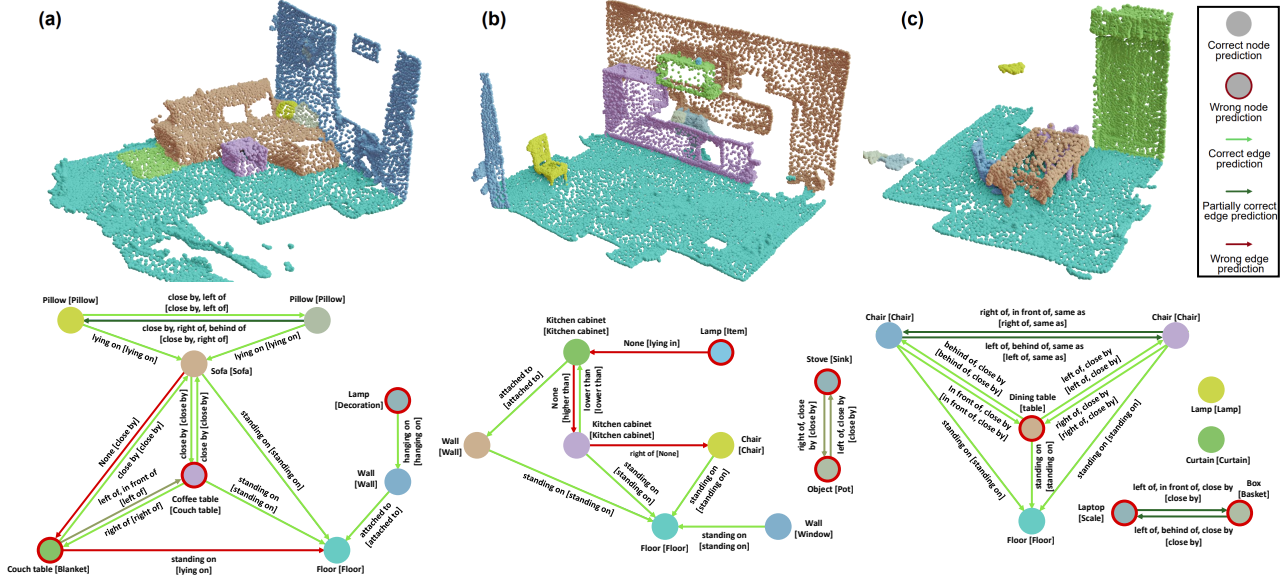 (a)
(b)
(c)
Correct node
prediction
Wrong node
prediction
Correct edge
prediction
Partially correct
edge prediction
Wrong edge
prediction
Pillow [Pillow]
close by, left of
[close by, left of]
Pillow [Pillow]
close by, right of, behind of
[close by, right of]
lying on [lying on]
lying on [lying on]
Sofa [Sofa]
None [close by]
close by [close by]
close by [close by]
close by [close by]
standing on
[standing on]
Lamp
[Decoration]
hanging on
[hanging on]
Wall
[Wall]
attached to
[attached to]
left of, in front of
[left of]
right of [right of]
Coffee table
[Couch table]
standing on
[standing on]
Couch table [Blanket]
standing on
[lying on]
Floor [Floor]
Kitchen cabinet
[Kitchen cabinet]
Lamp [Item]
None [lying in]
attached to
[attached to]
None
[higher than]
lower than
[lower than]
Wall
[Wall]
Kitchen cabinet
[Kitchen cabinet]
right of [None]
Chair
[Chair]
standing on [standing on]
standing on
[standing on]
standing on
[standing on]
Floor [Floor]
standing on
[standing on]
Wall
[Window]
Stove [Sink]
right of, close
by [close by]
left of, close by
[close by]
Object [Pot]
Chair [Chair]
right of, in front of, same as
[right of, same as]
left of, behind of, same as
[left of, same as]
Chair [Chair]
behind of, close by
[behind of, close by]
in front of, close by
[in front of, close by]
left of, close by
[left of, close by]
right of, close by
[right of, close by]
Dining table
[table]
standing on [standing on]
standing on
[standing on]
standing on [standing on]
Floor [Floor]
Lamp [Lamp]
Curtain [Curtain]
Laptop
[Scale]
left of, in front of, close by
[close by]
left of, behind of, close by
[close by]
Box
[Basket]